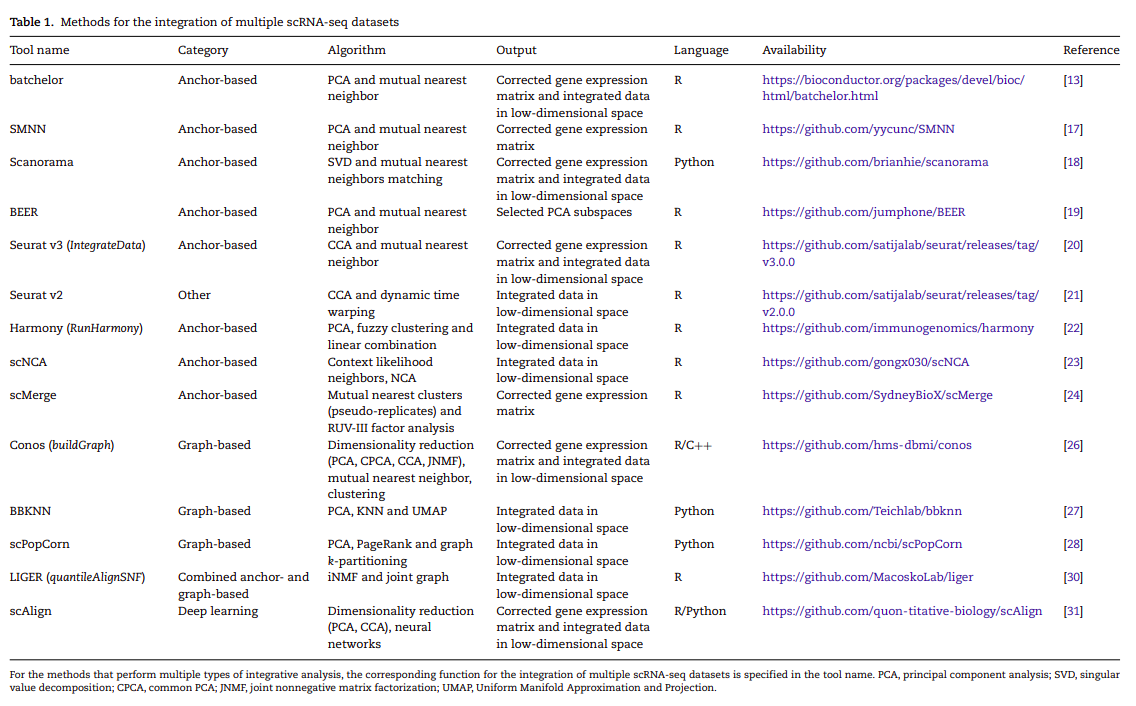 Table 1. Methods for the integration of multiple scRNA-seq datasets
Tool name Category Algorithm Output Language Availability Reference
batchelor Anchor-based PCA and mutual nearest Corrected gene expression R https://bioconductor.org/packages/devel/bioc/ [13]
neighbor matrix and integrated data html/batchelor.html
in low-dimensional space
SMNN Anchor-based PCA and mutual nearest Corrected gene expression R https://github.com/yycunc/SMNN [17]
neighbor matrix
Scanorama Anchor-based SVD and mutual nearest Corrected gene expression Python https://github.com/brianhie/scanorama [18]
neighbors matching matrix and integrated data
in low-dimensional space
BEER Anchor-based PCA and mutual nearest Selected PCA subspaces R https://github.com/jumphone/BEER [19]
neighbor
Seurat v3 (IntegrateData) Anchor-based CCA and mutual nearest Corrected gene expression R https://github.com/satijalab/seurat/releases/tag/ [20]
neighbor matrix and integrated data v3.0.0
in low-dimensional space
Seurat v2 Other CCA and dynamic time Integrated data in R https://github.com/satijalab/seurat/releases/tag/ [21]
warping low-dimensional space v2.0.0
Harmony (RunHarmony) Anchor-based PCA, fuzzy clustering and Integrated data in R https://github.com/immunogenomics/harmony [22]
linear combination low-dimensional space
scNCA Anchor-based Context likelihood Integrated data in R https://github.com/gongx030/scNCA [23]
neighbors, NCA low-dimensional space
scMerge Anchor-based Mutual nearest clusters Corrected gene expression R https://github.com/SydneyBioX/scMerge [24]
(pseudo-replicates) and matrix
RUV-III factor analysis
Conos (buildGraph) Graph-based Dimensionality reduction Corrected gene expression R/C++ https://github.com/hms-dbmi/conos [26]
(PCA, CPCA, CCA, JNMF), matrix and integrated data
mutual nearest neighbor, in low-dimensional space
clustering
BBKNN Graph-based PCA, KNN and UMAP Integrated data in Python https://github.com/Teichlab/bbknn [27]
low-dimensional space
scPopCorn Graph-based PCA, PageRank and graph Integrated data in Python https://github.com/ncbi/scPopCorn [28]
k-partitioning low-dimensional space
LIGER (quantileAlignSNF) Combined anchor- and iNMF and joint graph Integrated data in R https://github.com/MacoskoLab/liger [30]
graph-based low-dimensional space
scAlign Deep learning Dimensionality reduction Corrected gene expression R/Python https://github.com/quon-titative-biology/scAlign [31]
(PCA, CCA), neural matrix and integrated data
networks in low-dimensional space
For the methods that perform multiple types of integrative analysis, the corresponding function for the integration of multiple scRNA-seq datasets is specified in the tool name. PCA, principal component analysis; SVD, singular
value decomposition; CPCA, common PCA; JNMF, joint nonnegative matrix factorization; UMAP, Uniform Manifold Approximation and Projection.